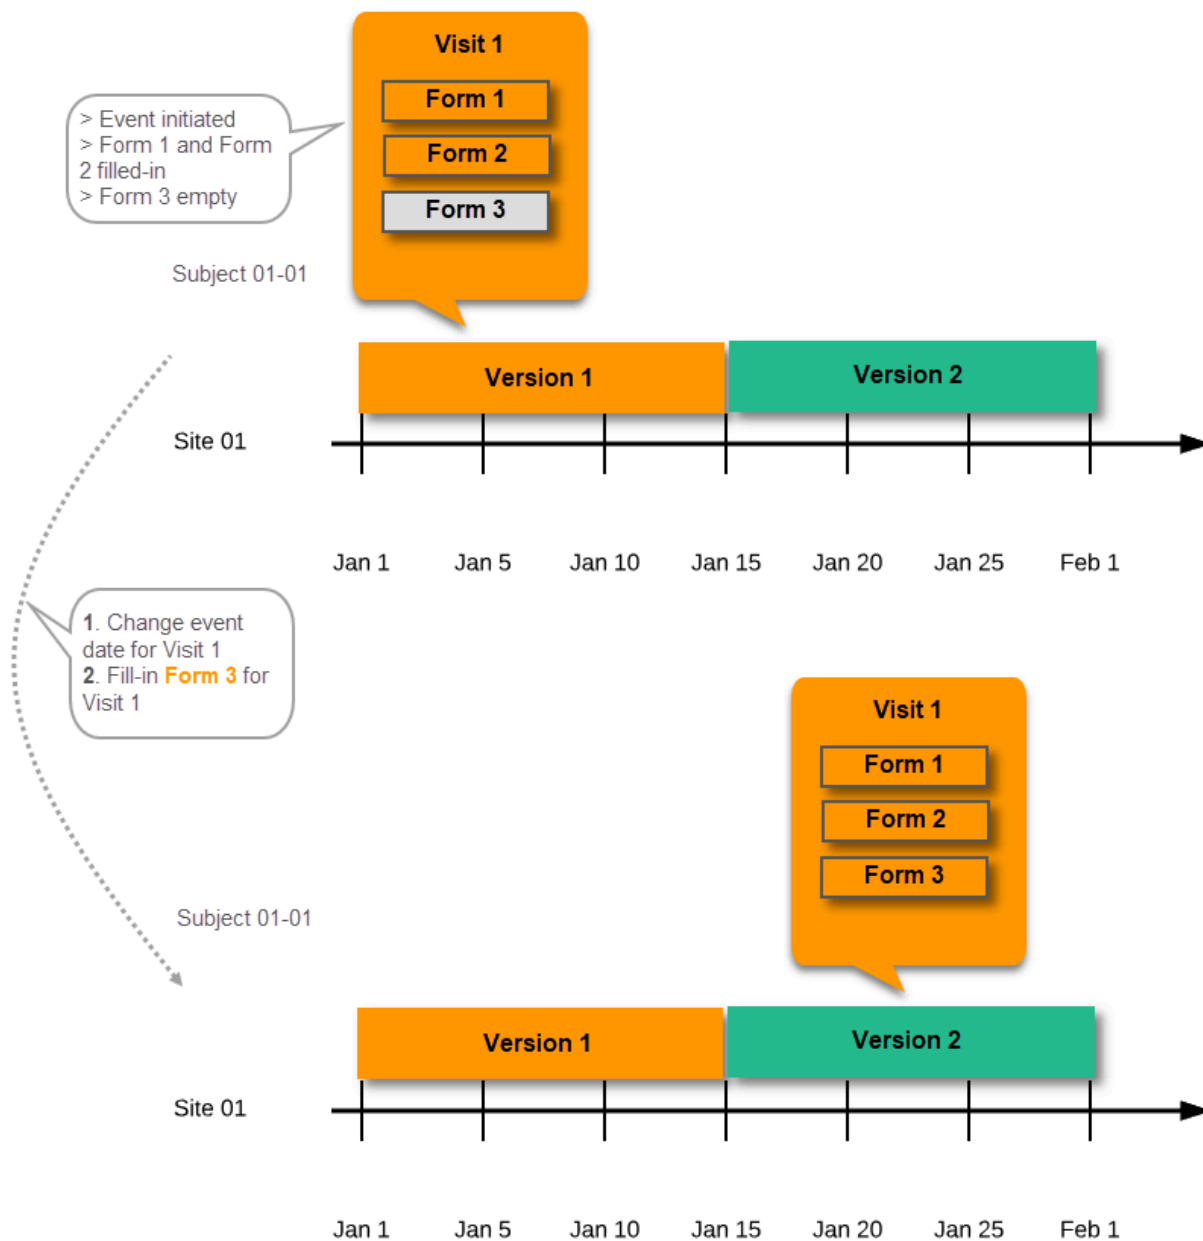 Visit 1
Form 1
Form 2
Form 3
> Event initiated
> Form 1 and Form
2 filled-in
> Form 3 empty
Subject 01-01
Version 1
Version 2
Site 01
Jan 1
Jan 5
Jan 10
Jan 15
Jan 20
Jan 25
Feb 1
1. Change event
date for Visit 1
2. Fill-in Form 3 for
Visit 1
Visit 1
Form 1
Form 2
Form 3
Subject 01-01
Version 1
Version 2
Site 01
Jan 1
Jan 5
Jan 10
Jan 15
Jan 20
Jan 25
Feb 1